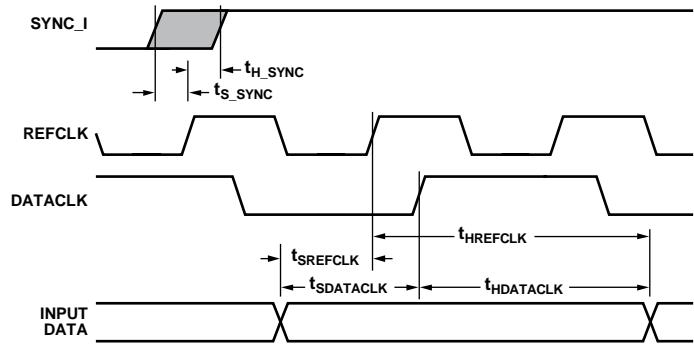 SYNC_I
tH_SYNC
tS_SYNC
REFCLK
DATACLK
tHREFCLK
tSREFCLK
tSDATACLK
tHDATACLK
INPUT
DATA